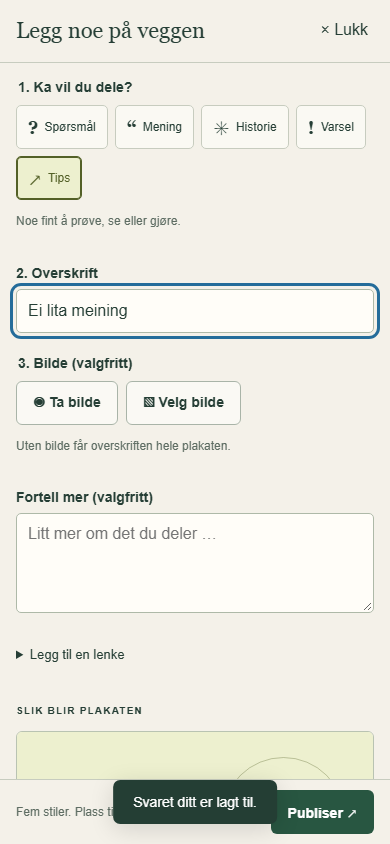 Legg noe på veggen
× Lukk
1. Ka vil du dele?
? Spørsmål
“ Mening
✳ Historie
! Varsel
↗ Tips
Noe fint å prøve, se eller gjøre.
2. Overskrift
Ei lita meining
3. Bilde (valgfritt)
◉ Ta bilde
▧ Velg bilde
Uten bilde får overskriften hele plakaten.
Fortell mer (valgfritt)
Litt mer om det du deler …
▶ Legg til en lenke
SLIK BLIR PLAKATEN
Fem stiler. Plass
Svaret ditt er lagt til.
Publiser ↗